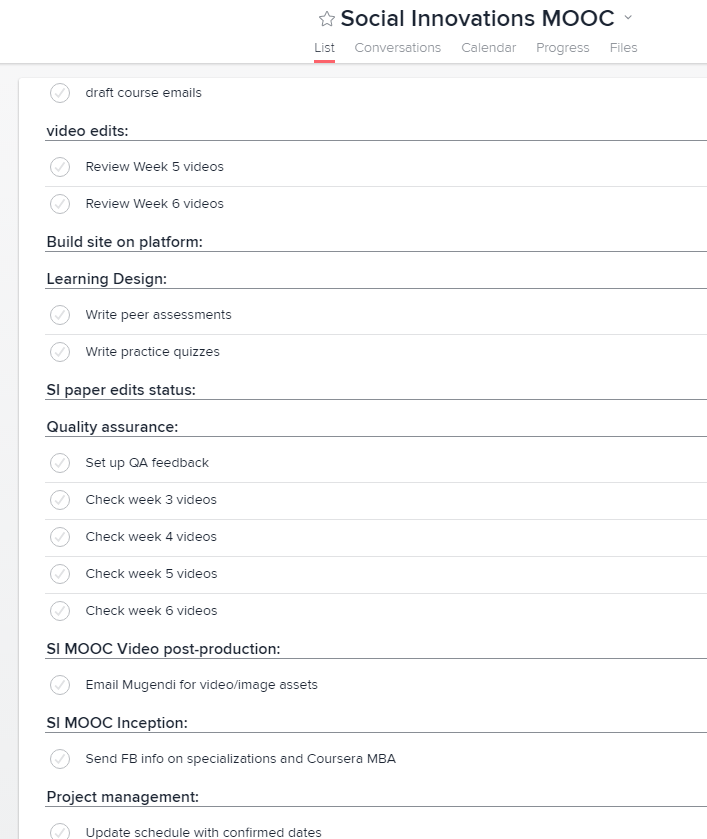 Social Innovations MOOC
List Conversations Calendar Progress Files
draft course emails
video edits:
Review Week 5 videos
Review Week 6 videos
Build site on platform:
Learning Design:
Write peer assessments
Write practice quizzes
SI paper edits status:
Quality assurance:
Set up QA feedback
Check week 3 videos
Check week 4 videos
Check week 5 videos
Check week 6 videos
SI MOOC Video post-production:
Email Mugendi for video/image assets
SI MOOC Inception:
Send FB info on specializations and Coursera MBA
Project management:
Update schedule with confirmed dates